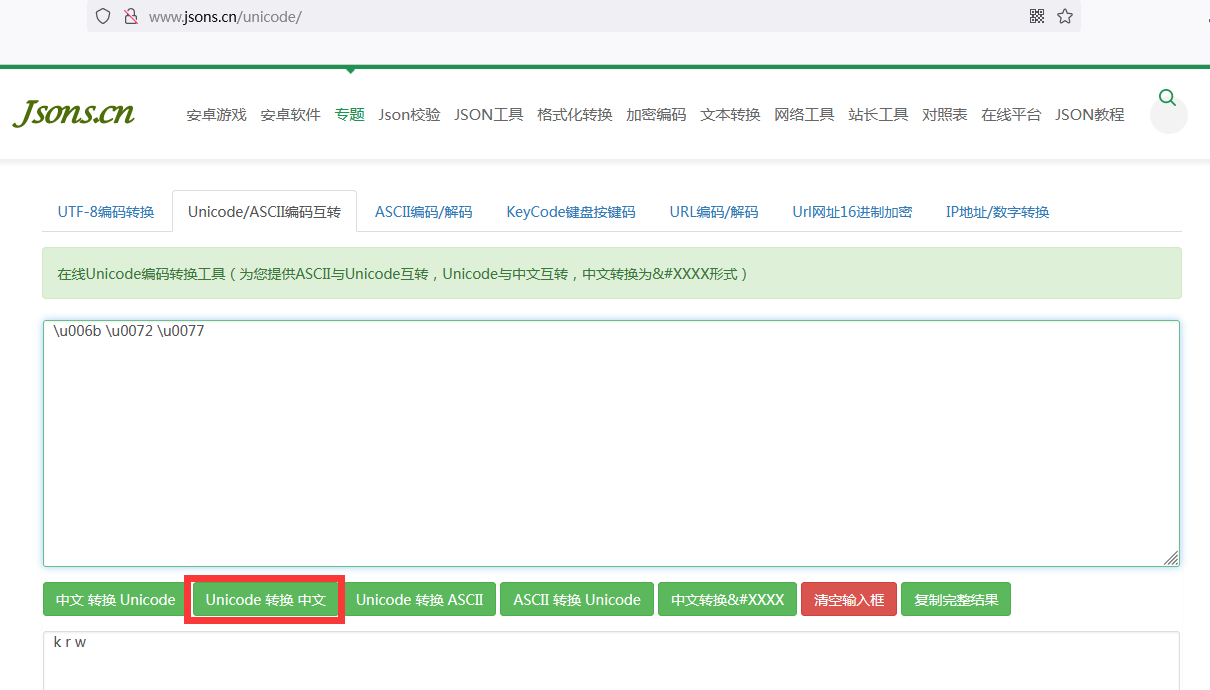 www.jsons.cn/unicode/
Jsons.cn
安卓游戏 安卓软件 专题 Json校验 JSON工具 格式化转换 加密编码 文本转换 网络工具 站长工具 对照表 在线平台 JSON教程
UTF-8编码转换 Unicode/ASCII编码互转 ASCII编码/解码 KeyCode键盘按键码 URL编码/解码 Url网址16进制加密 IP地址/数字转换
在线Unicode编码转换工具（为您提供ASCII与Unicode互转，Unicode与中文互转，中文转换为&#XXXX形式）
\u006b \u0072 \u0077
中文 转换 Unicode Unicode 转换 中文 Unicode 转换 ASCII ASCII 转换 Unicode 中文转换&#XXXX 清空输入框 复制完整结果
k r w